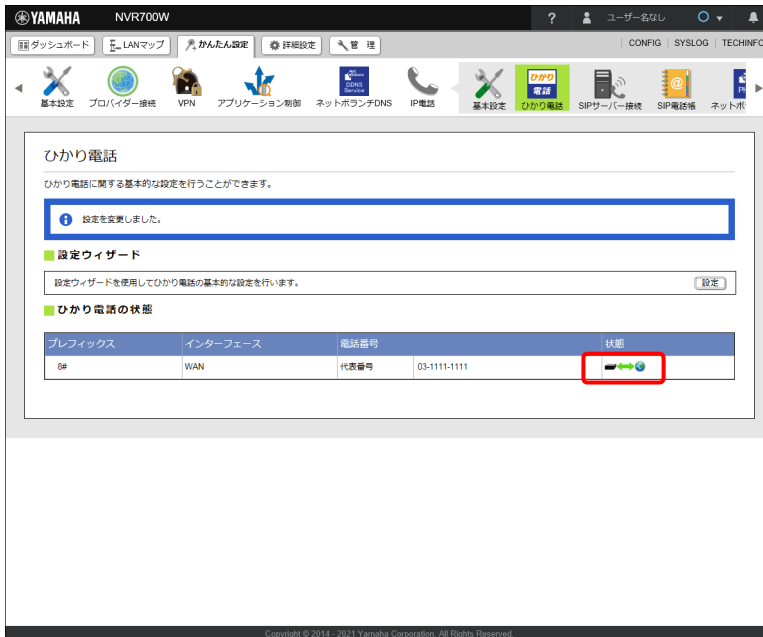 YAMAHA NVR700W ? ユーザー名なし
ダッシュボード LANマップ かんたん設定 詳細設定 管 理 CONFIG SYSLOG TECHINFO
DDNS Service ひかり電話
基本設定 プロバイダー接続 VPN アプリケーション制御 ネットボランチDNS IP電話 基本設定 ひかり電話 SIPサーバー接続 SIP電話帳 ネットボ
ひかり電話
ひかり電話に関する基本的な設定を行うことができます。
設定を変更しました。
設定ウィザード
設定ウィザードを使用してひかり電話の基本的な設定を行います。 設定
ひかり電話の状態
プレフィックス インターフェース 電話番号 状態
8# WAN 代表番号 03-1111-1111
Copyright © 2014 - 2021 Yamaha Corporation. All Rights Reserved.